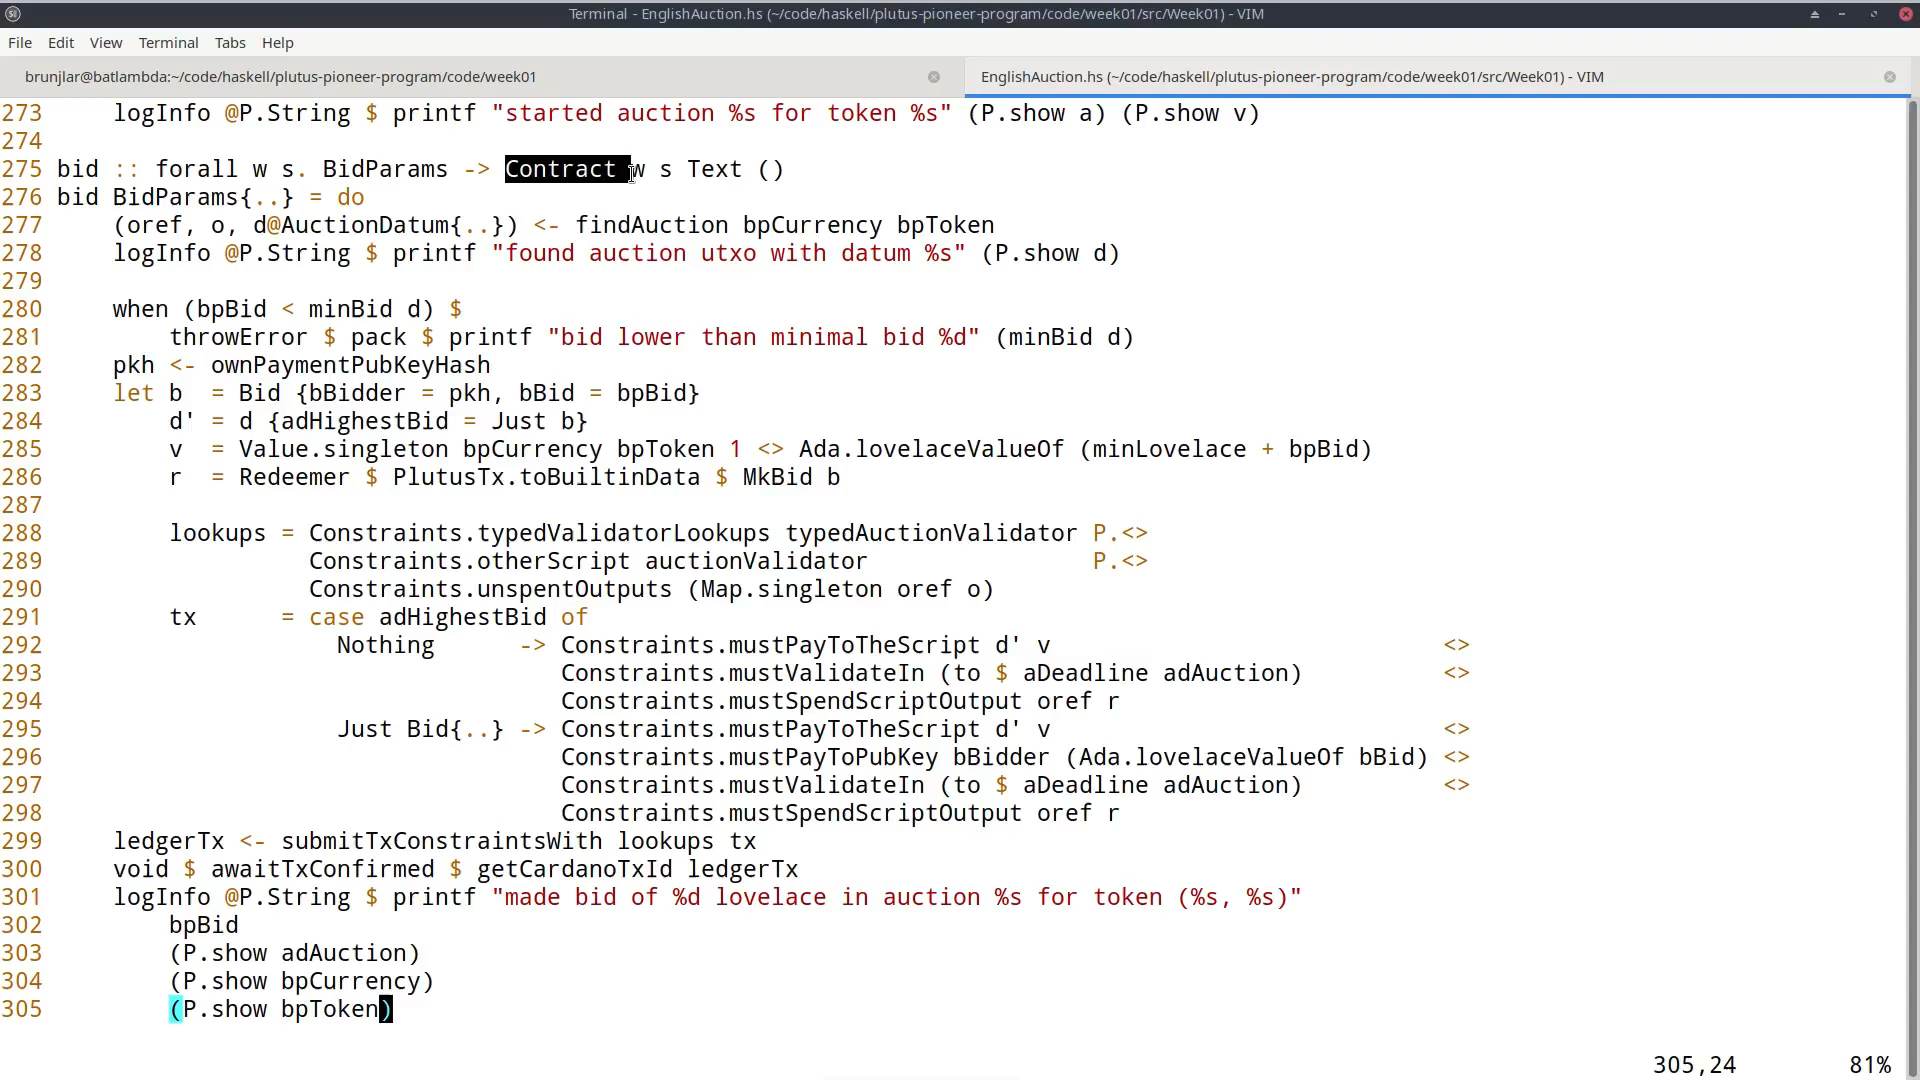 Terminal - EnglishAuction.hs (~/code/haskell/plutus-pioneer-program/code/week01/src/Week01) - VIM
File Edit View Terminal Tabs Help
brunjlar@batlambda:~/code/haskell/plutus-pioneer-program/code/week01 EnglishAuction.hs (~/code/haskell/plutus-pioneer-program/code/week01/src/Week01) - VIM
273     logInfo @P.String $ printf "started auction %s for token %s" (P.show a) (P.show v)
274
275 bid :: forall w s. BidParams -> Contract w s Text ()
276 bid BidParams{..} = do
277     (oref, o, d@AuctionDatum{..}) <- findAuction bpCurrency bpToken
278     logInfo @P.String $ printf "found auction utxo with datum %s" (P.show d)
279
280     when (bpBid < minBid d) $
281         throwError $ pack $ printf "bid lower than minimal bid %d" (minBid d)
282     pkh <- ownPaymentPubKeyHash
283     let b  = Bid {bBidder = pkh, bBid = bpBid}
284         d' = d {adHighestBid = Just b}
285         v  = Value.singleton bpCurrency bpToken 1 <> Ada.lovelaceValueOf (minLovelace + bpBid)
286         r  = Redeemer $ PlutusTx.toBuiltinData $ MkBid b
287
288         lookups = Constraints.typedValidatorLookups typedAuctionValidator P.<>
289                   Constraints.otherScript auctionValidator                P.<>
290                   Constraints.unspentOutputs (Map.singleton oref o)
291         tx      = case adHighestBid of
292                     Nothing      -> Constraints.mustPayToTheScript d' v                            <>
293                                     Constraints.mustValidateIn (to $ aDeadline adAuction)          <>
294                                     Constraints.mustSpendScriptOutput oref r
295                     Just Bid{..} -> Constraints.mustPayToTheScript d' v                            <>
296                                     Constraints.mustPayToPubKey bBidder (Ada.lovelaceValueOf bBid) <>
297                                     Constraints.mustValidateIn (to $ aDeadline adAuction)          <>
298                                     Constraints.mustSpendScriptOutput oref r
299     ledgerTx <- submitTxConstraintsWith lookups tx
300     void $ awaitTxConfirmed $ getCardanoTxId ledgerTx
301     logInfo @P.String $ printf "made bid of %d lovelace in auction %s for token (%s, %s)"
302         bpBid
303         (P.show adAuction)
304         (P.show bpCurrency)
305         (P.show bpToken)
305,24 81%